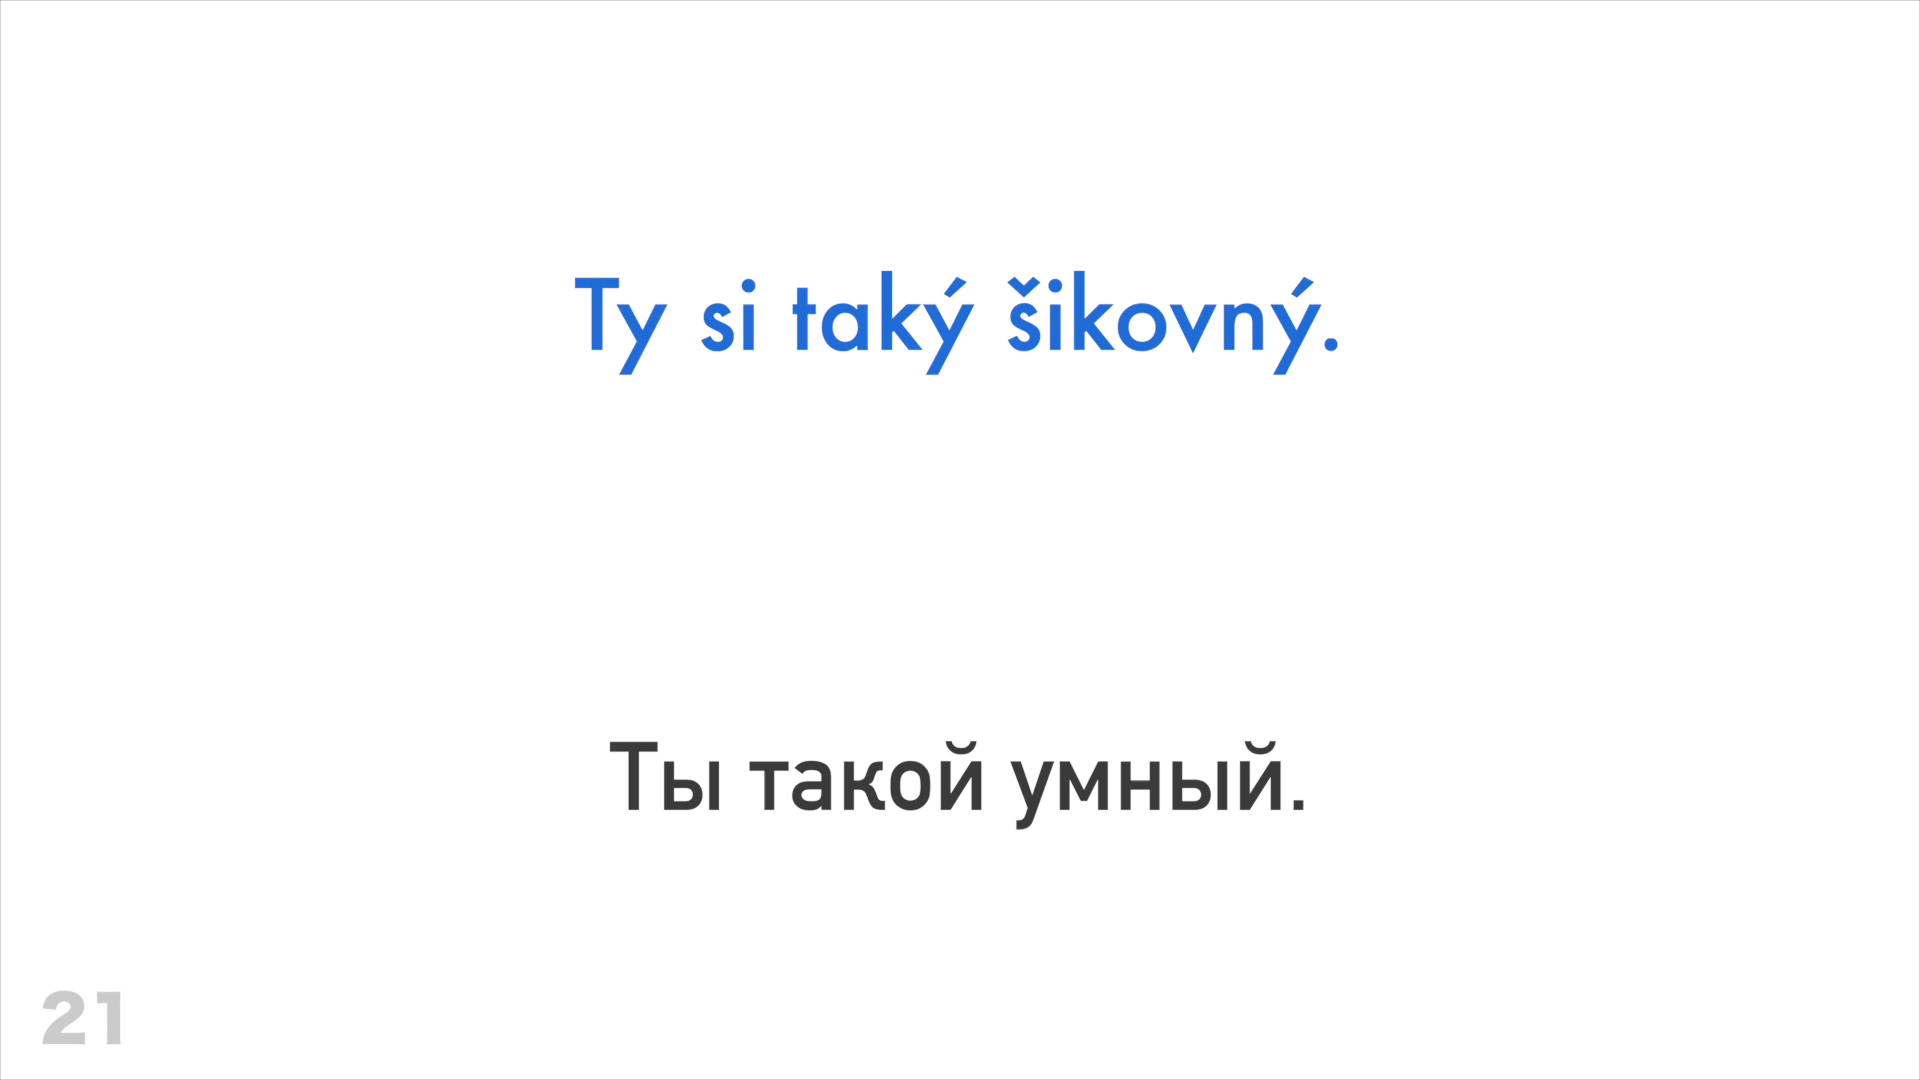 Ty si taký šikovný.
Ты такой умный.
21